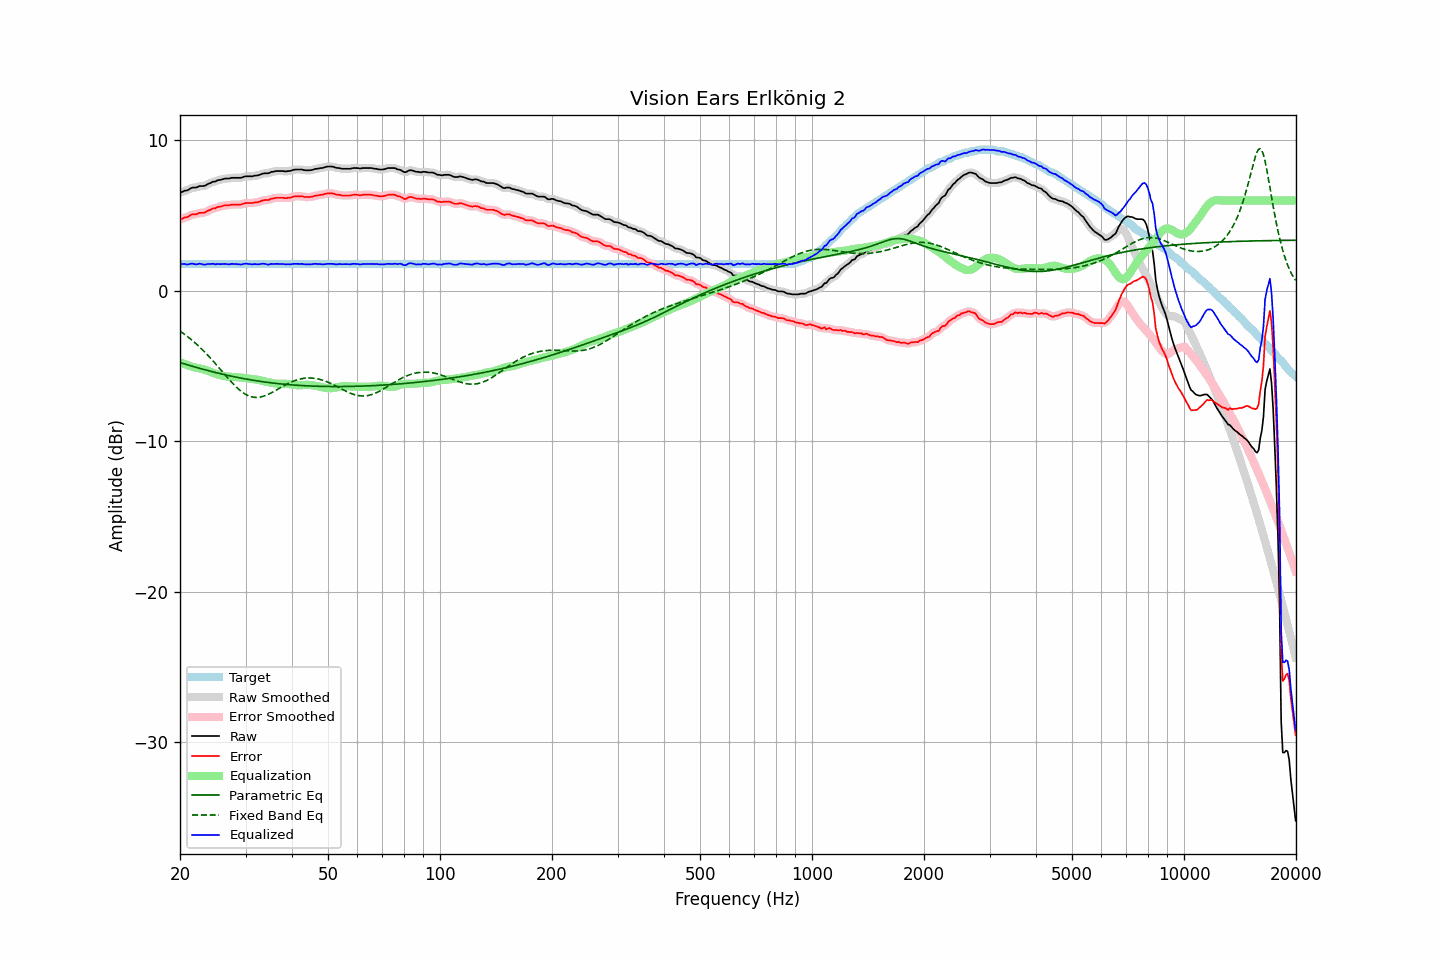 Vision Ears Erlkönig 2
Amplitude (dBr)
10
0
−10
−20
−30
Target
Raw Smoothed
Error Smoothed
Raw
Error
Equalization
Parametric Eq
Fixed Band Eq
Equalized
20 50 100 200 500 1000 2000 5000 10000 20000
Frequency (Hz)